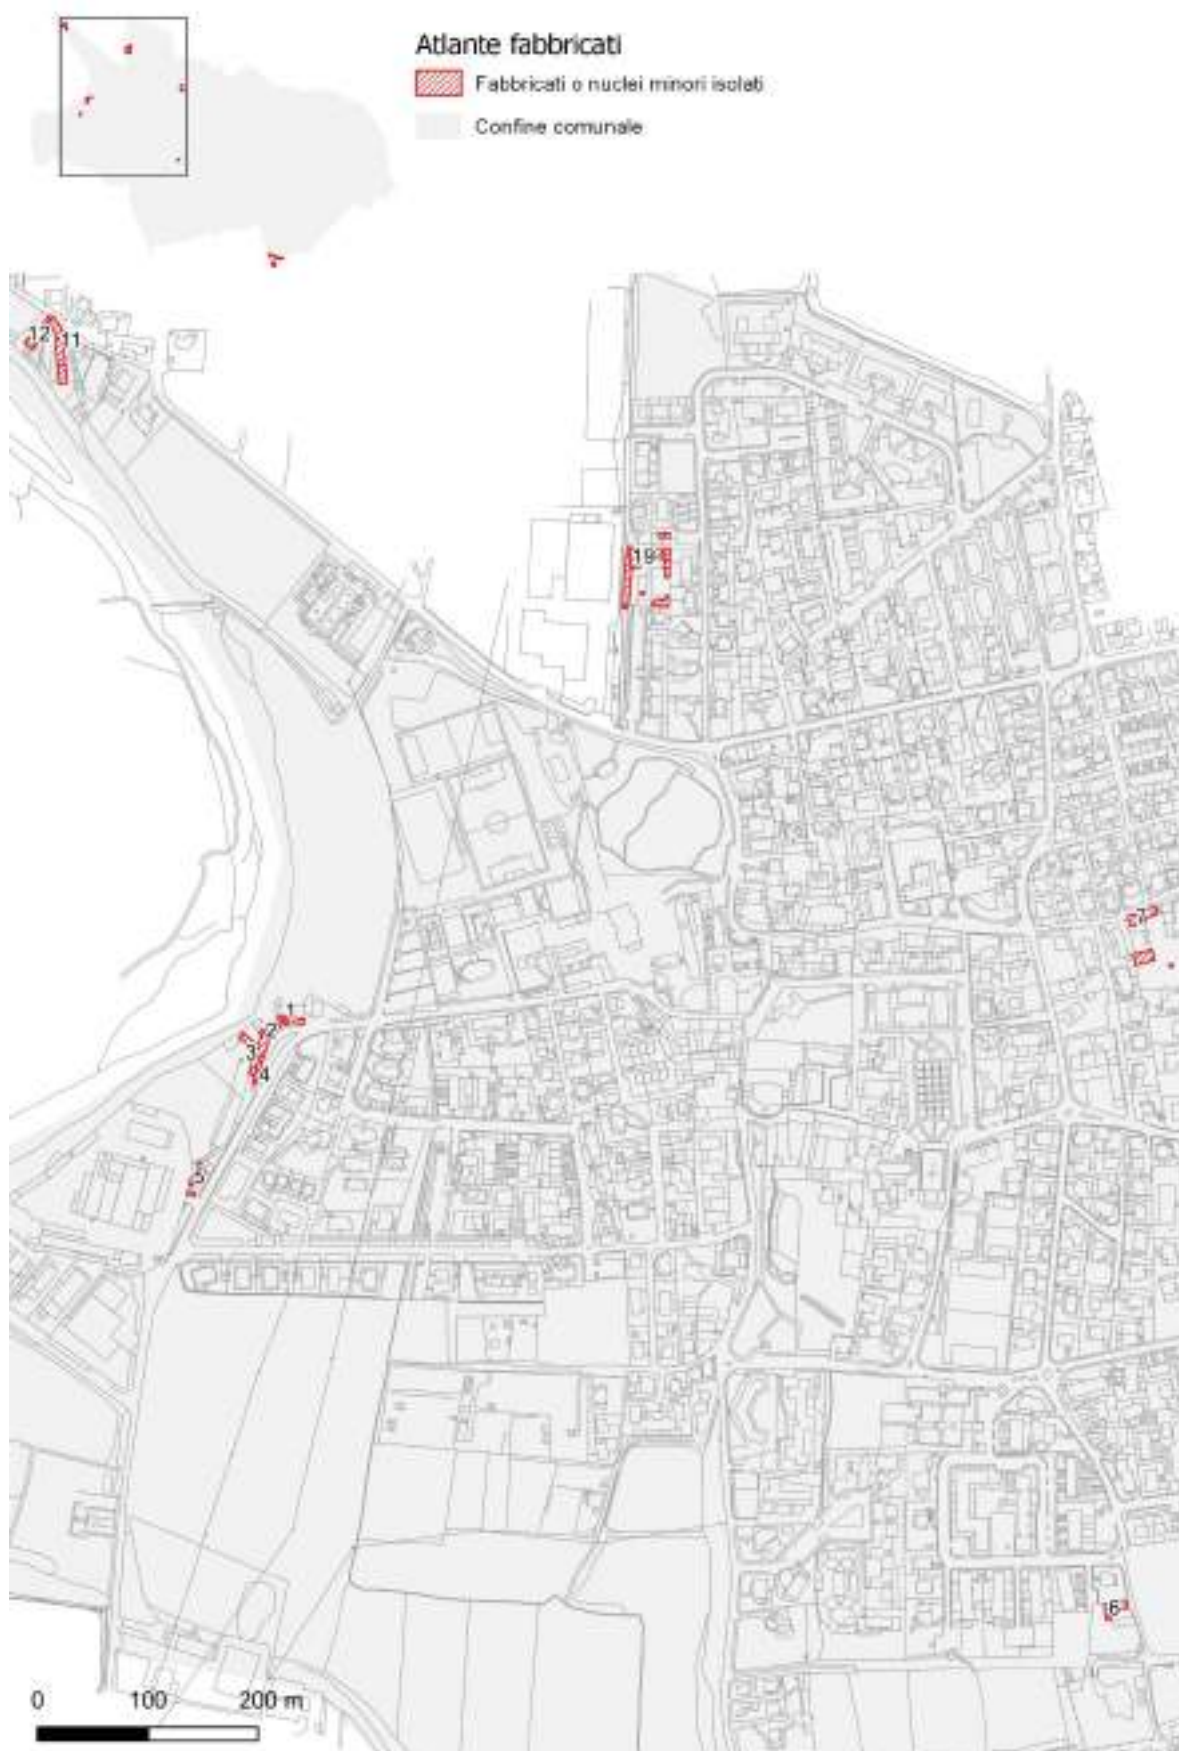 Atlante fabbricati
Fabbricati o nuclei minori isolati
Confine comunale
12
11
19
7
1
2
3
4
5
6
0 100 200 m